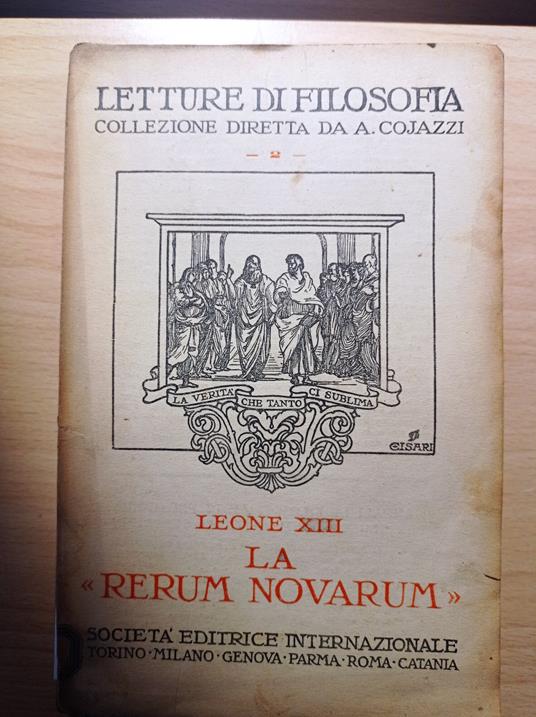 LETTURE DI FILOSOFIA
COLLEZIONE DIRETTA DA A. COJAZZI
– 2 –
LA VERITÀ CHE TANTO CI SUBLIMA
CISARI
LEONE XIII
LA
« RERUM NOVARUM »
SOCIETÀ EDITRICE INTERNAZIONALE
TORINO · MILANO · GENOVA · PARMA · ROMA · CATANIA